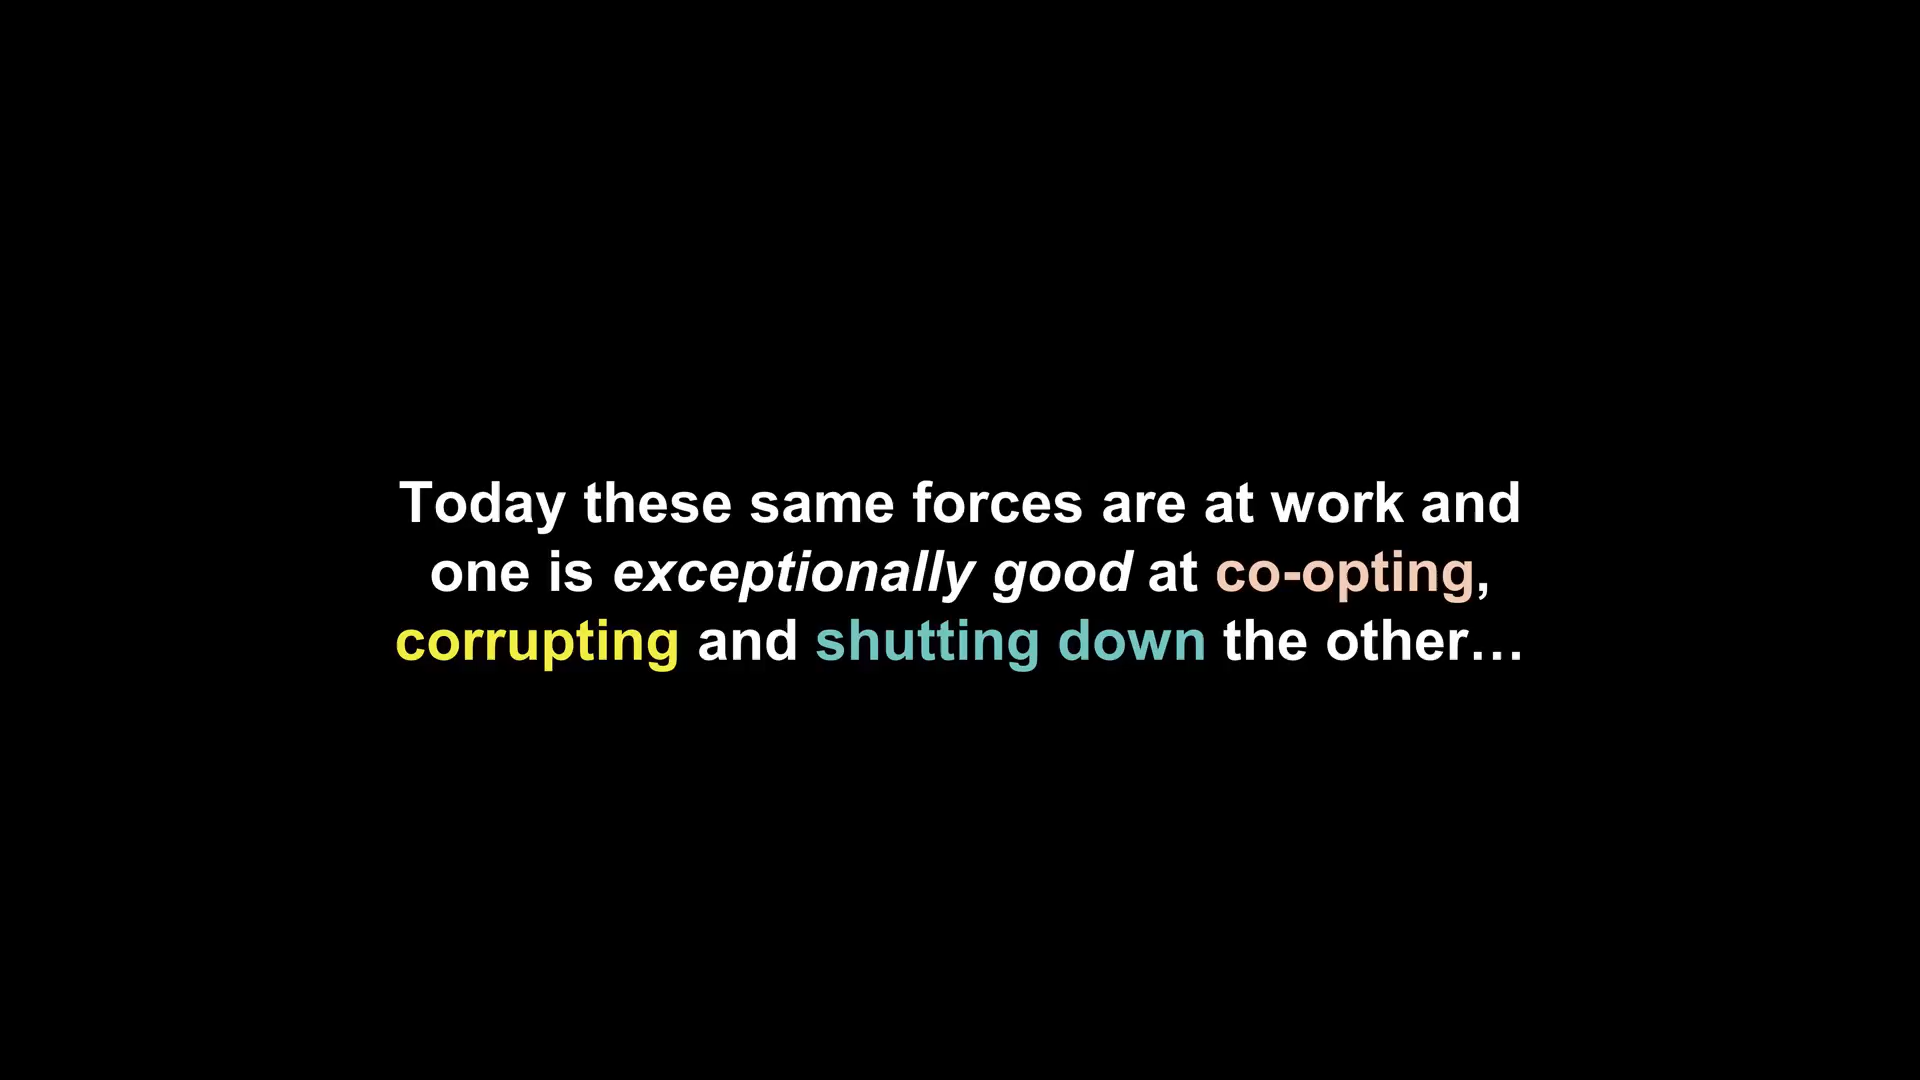 Today these same forces are at work and
one is exceptionally good at co-opting,
corrupting and shutting down the other…